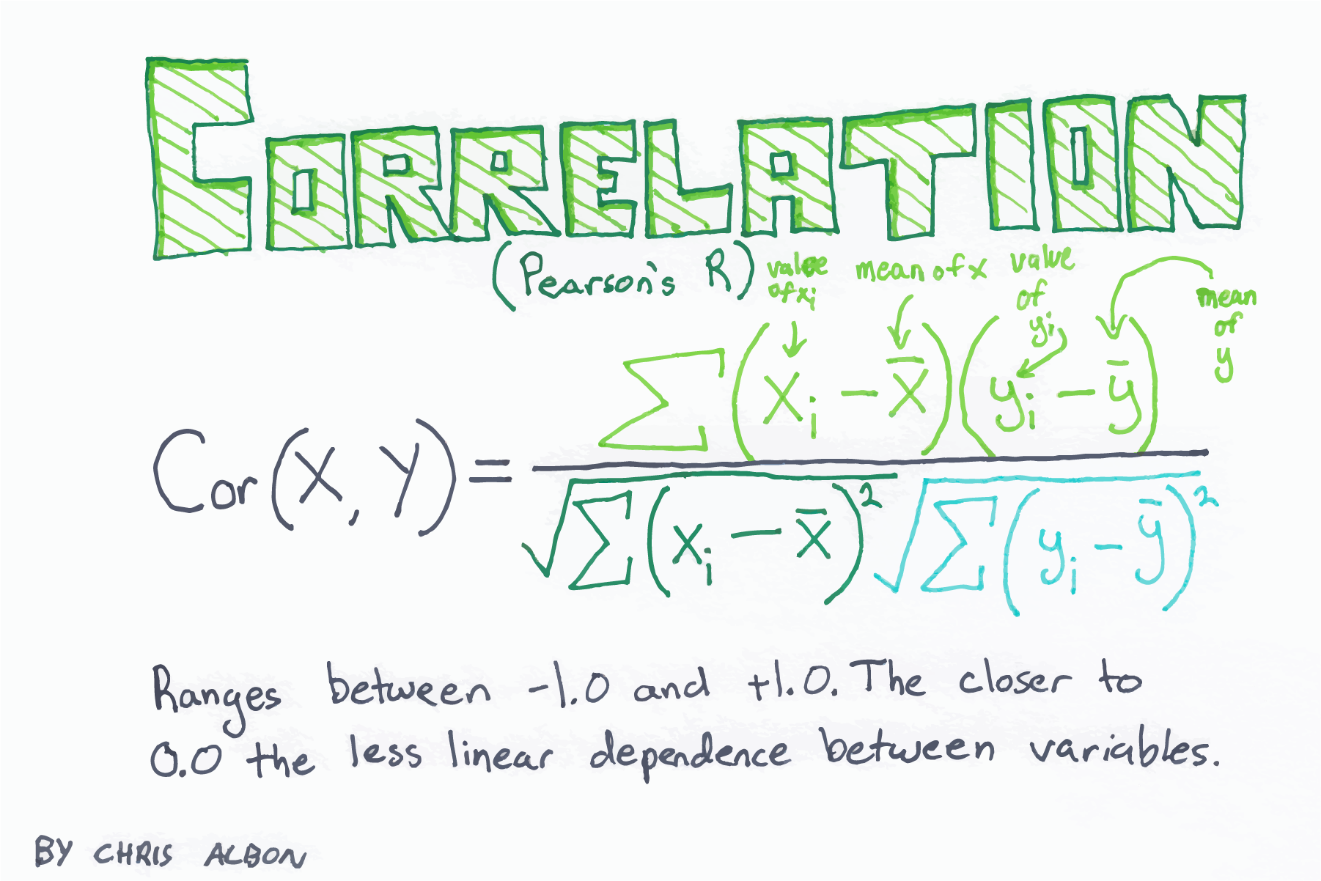 CORRELATION
(Pearson's R)
value of xᵢ
mean of x
value of yᵢ
mean of y
Cor(X, Y) = ∑(xᵢ − x̄)(yᵢ − ȳ) / √∑(xᵢ − x̄)² √∑(yᵢ − ȳ)²
Ranges between -1.0 and +1.0. The closer to
0.0 the less linear dependence between variables.
BY CHRIS ALBON